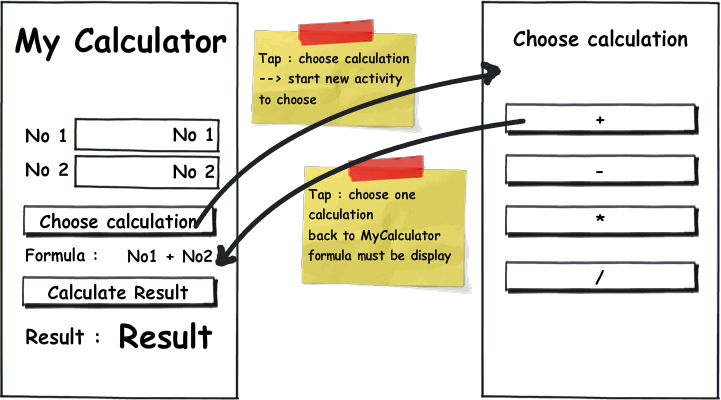 My Calculator
No 1 No 1
No 2 No 2
Choose calculation
Formula : No1 + No2
Calculate Result
Result : Result
Tap : choose calculation
--> start new activity
to choose
Tap : choose one
calculation
back to MyCalculator
formula must be display
Choose calculation
+
-
*
/